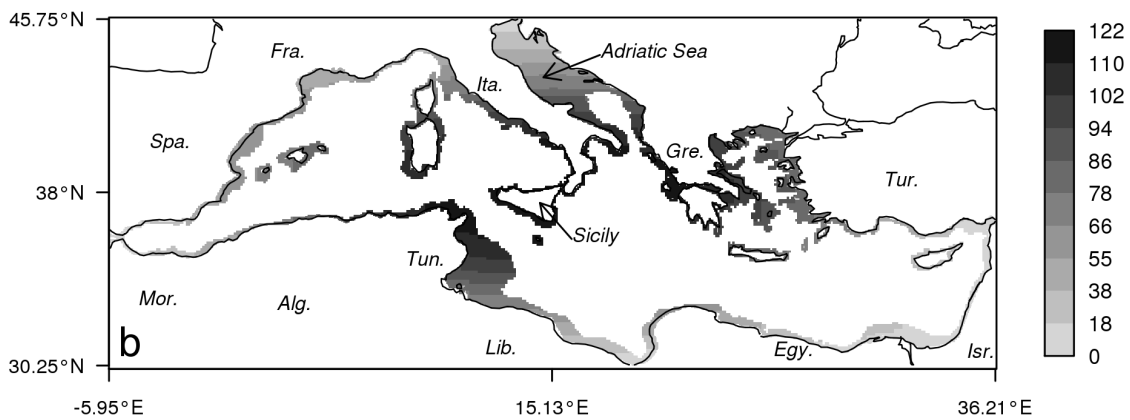 45.75°N
38°N
30.25°N
-5.95°E
15.13°E
36.21°E
Fra.
Adriatic Sea
Ita.
Spa.
Gre.
Tur.
Sicily
Tun.
Mor.
Alg.
Lib.
Egy.
Isr.
b
122
110
102
94
86
78
66
55
38
18
0